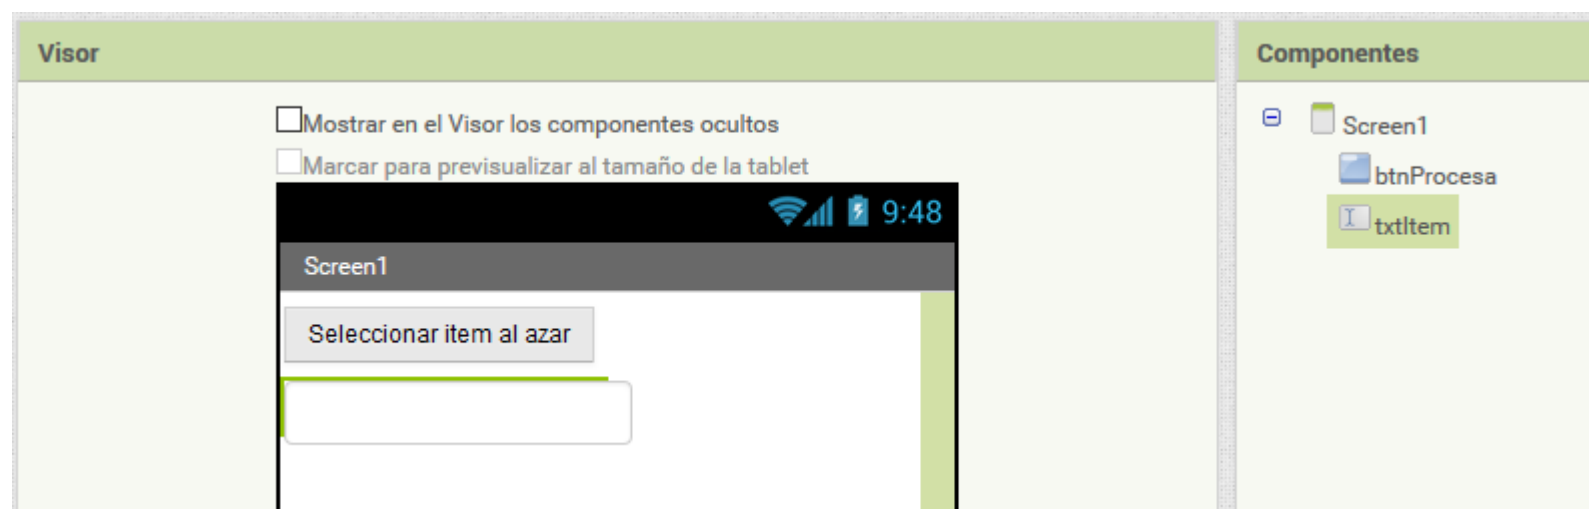 Visor
Mostrar en el Visor los componentes ocultos
Marcar para previsualizar al tamaño de la tablet
9:48
Screen1
Seleccionar item al azar
Componentes
Screen1
btnProcesa
txtItem